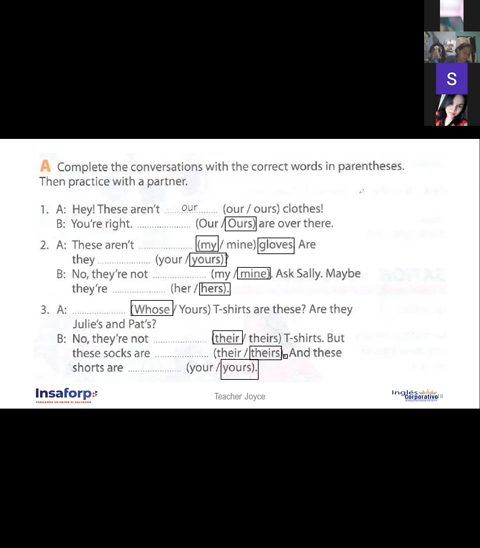 S
A Complete the conversations with the correct words in parentheses.
Then practice with a partner.
1. A: Hey! These aren't ...... our ...... (our / ours) clothes!
B: You're right. ................ (Our / Ours) are over there.
2. A: These aren't ................ (my / mine) gloves. Are
they ................ (your / yours)?
B: No, they're not ................ (my / mine). Ask Sally. Maybe
they're ................ (her / hers).
3. A: ................ (Whose / Yours) T-shirts are these? Are they
Julie's and Pat's?
B: No, they're not ................ (their / theirs) T-shirts. But
these socks are ................ (their / theirs). And these
shorts are ................ (your / yours).
Insaforp
Teacher Joyce
Inglés
Corporativo